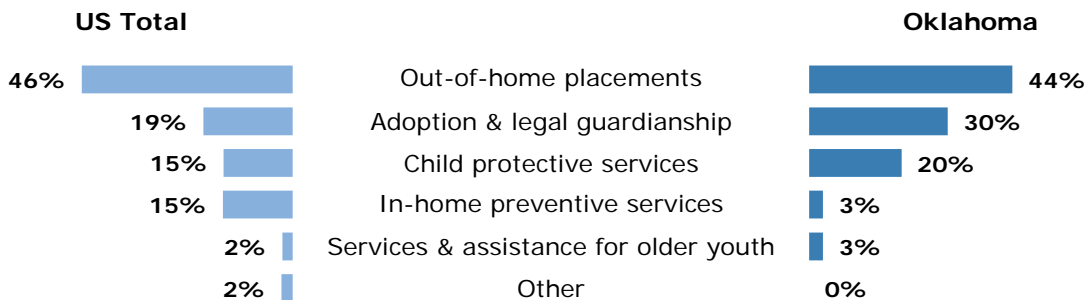 US Total Oklahoma
46% Out-of-home placements 44%
19% Adoption & legal guardianship 30%
15% Child protective services 20%
15% In-home preventive services 3%
2% Services & assistance for older youth 3%
2% Other 0%